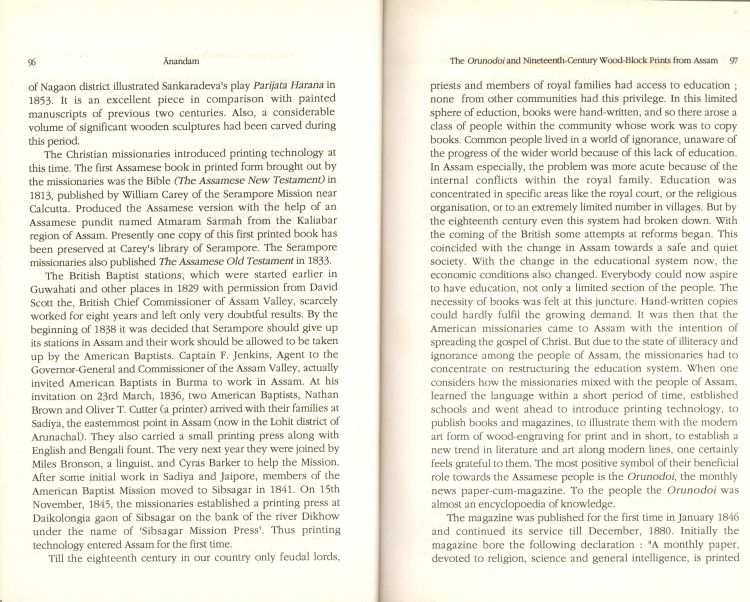 96
Ānandam
of Nagaon district illustrated Sankaradeva's play Parijata Harana in
1853. It is an excellent piece in comparison with painted
manuscripts of previous two centuries. Also, a considerable
volume of significant wooden sculptures had been carved during
this period.
The Christian missionaries introduced printing technology at
this time. The first Assamese book in printed form brought out by
the missionaries was the Bible (The Assamese New Testament) in
1813, published by William Carey of the Serampore Mission near
Calcutta. Produced the Assamese version with the help of an
Assamese pundit named Atmaram Sarmah from the Kaliabar
region of Assam. Presently one copy of this first printed book has
been preserved at Carey's library of Serampore. The Serampore
missionaries also published The Assamese Old Testament in 1833.
The British Baptist stations, which were started earlier in
Guwahati and other places in 1829 with permission from David
Scott the, British Chief Commissioner of Assam Valley, scarcely
worked for eight years and left only very doubtful results. By the
beginning of 1838 it was decided that Serampore should give up
its stations in Assam and their work should be allowed to be taken
up by the American Baptists. Captain F. Jenkins, Agent to the
Governor-General and Commissioner of the Assam Valley, actually
invited American Baptists in Burma to work in Assam. At his
invitation on 23rd March, 1836, two American Baptists, Nathan
Brown and Oliver T. Cutter (a printer) arrived with their families at
Sadiya, the easternmost point in Assam (now in the Lohit district of
Arunachal). They also carried a small printing press along with
English and Bengali fount. The very next year they were joined by
Miles Bronson, a linguist, and Cyras Barker to help the Mission.
After some initial work in Sadiya and Jaipore, members of the
American Baptist Mission moved to Sibsagar in 1841. On 15th
November, 1845, the missionaries established a printing press at
Daikolongia gaon of Sibsagar on the bank of the river Dikhow
under the name of 'Sibsagar Mission Press'. Thus printing
technology entered Assam for the first time.
Till the eighteenth century in our country only feudal lords,
The Orunodoi and Nineteenth-Century Wood-Block Prints from Assam 97
priests and members of royal families had access to education ;
none from other communities had this privilege. In this limited
sphere of eduction, books were hand-written, and so there arose a
class of people within the community whose work was to copy
books. Common people lived in a world of ignorance, unaware of
the progress of the wider world because of this lack of education.
In Assam especially, the problem was more acute because of the
internal conflicts within the royal family. Education was
concentrated in specific areas like the royal court, or the religious
organisation, or to an extremely limited number in villages. But by
the eighteenth century even this system had broken down. With
the coming of the British some attempts at reforms began. This
coincided with the change in Assam towards a safe and quiet
society. With the change in the educational system now, the
economic conditions also changed. Everybody could now aspire
to have education, not only a limited section of the people. The
necessity of books was felt at this juncture. Hand-written copies
could hardly fulfil the growing demand. It was then that the
American missionaries came to Assam with the intention of
spreading the gospel of Christ. But due to the state of illiteracy and
ignorance among the people of Assam, the missionaries had to
concentrate on restructuring the education system. When one
considers how the missionaries mixed with the people of Assam,
learned the language within a short period of time, estblished
schools and went ahead to introduce printing technology, to
publish books and magazines, to illustrate them with the modern
art form of wood-engraving for print and in short, to establish a
new trend in literature and art along modern lines, one certainly
feels grateful to them. The most positive symbol of their beneficial
role towards the Assamese people is the Orunodoi, the monthly
news paper-cum-magazine. To the people the Orunodoi was
almost an encyclopoedia of knowledge.
The magazine was published for the first time in January 1846
and continued its service till December, 1880. Initially the
magazine bore the following declaration : "A monthly paper,
devoted to religion, science and general intelligence, is printed